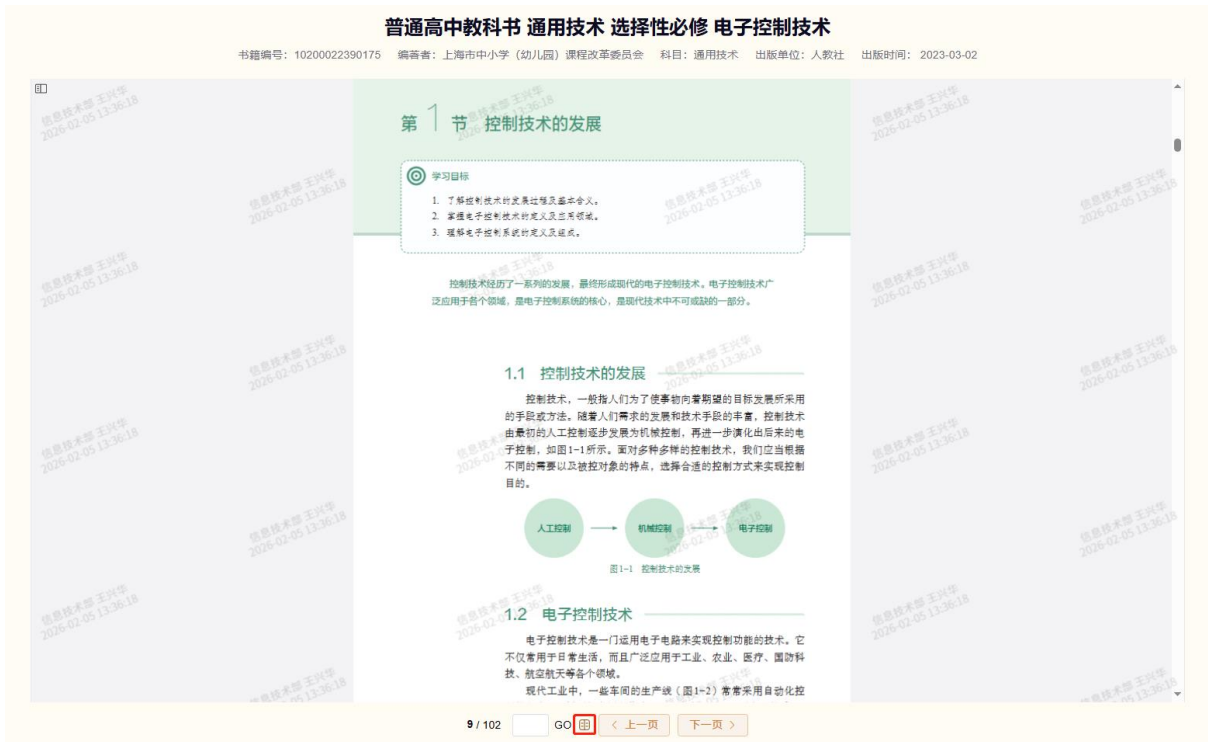 普通高中教科书 通用技术 选择性必修 电子控制技术
书籍编号：10200022390175 编著者：上海市中小学（幼儿园）课程改革委员会 科目：通用技术 出版单位：人教社 出版时间：2023-03-02
第 1 节 控制技术的发展
学习目标
1. 了解控制技术的发展过程及基本含义。
2. 掌握电子控制技术的定义及应用领域。
3. 理解电子控制系统的定义及组成。
控制技术经历了一系列的发展，最终形成现代的电子控制技术。电子控制技术广
泛应用于各个领域，是电子控制系统的核心，是现代技术中不可或缺的一部分。
1.1 控制技术的发展
控制技术，一般指人们为了使事物向着期望的目标发展所采用
的手段或方法。随着人们需求的发展和技术手段的丰富，控制技术
由最初的人工控制逐步发展为机械控制，再进一步演化出后来的电
子控制，如图1-1所示。面对多种多样的控制技术，我们应当根据
不同的需要以及被控对象的特点，选择合适的控制方式来实现控制
目的。
人工控制 机械控制 电子控制
图1-1 控制技术的发展
1.2 电子控制技术
电子控制技术是一门运用电子电路来实现控制功能的技术。它
不仅常用于日常生活，而且广泛应用于工业、农业、医疗、国防科
技、航空航天等各个领域。
现代工业中，一些车间的生产线（图1-2）常常采用自动化控
9 / 102 GO 〈 上一页 下一页 〉
信息技术部 王兴华
2026-02-05 13:36:18